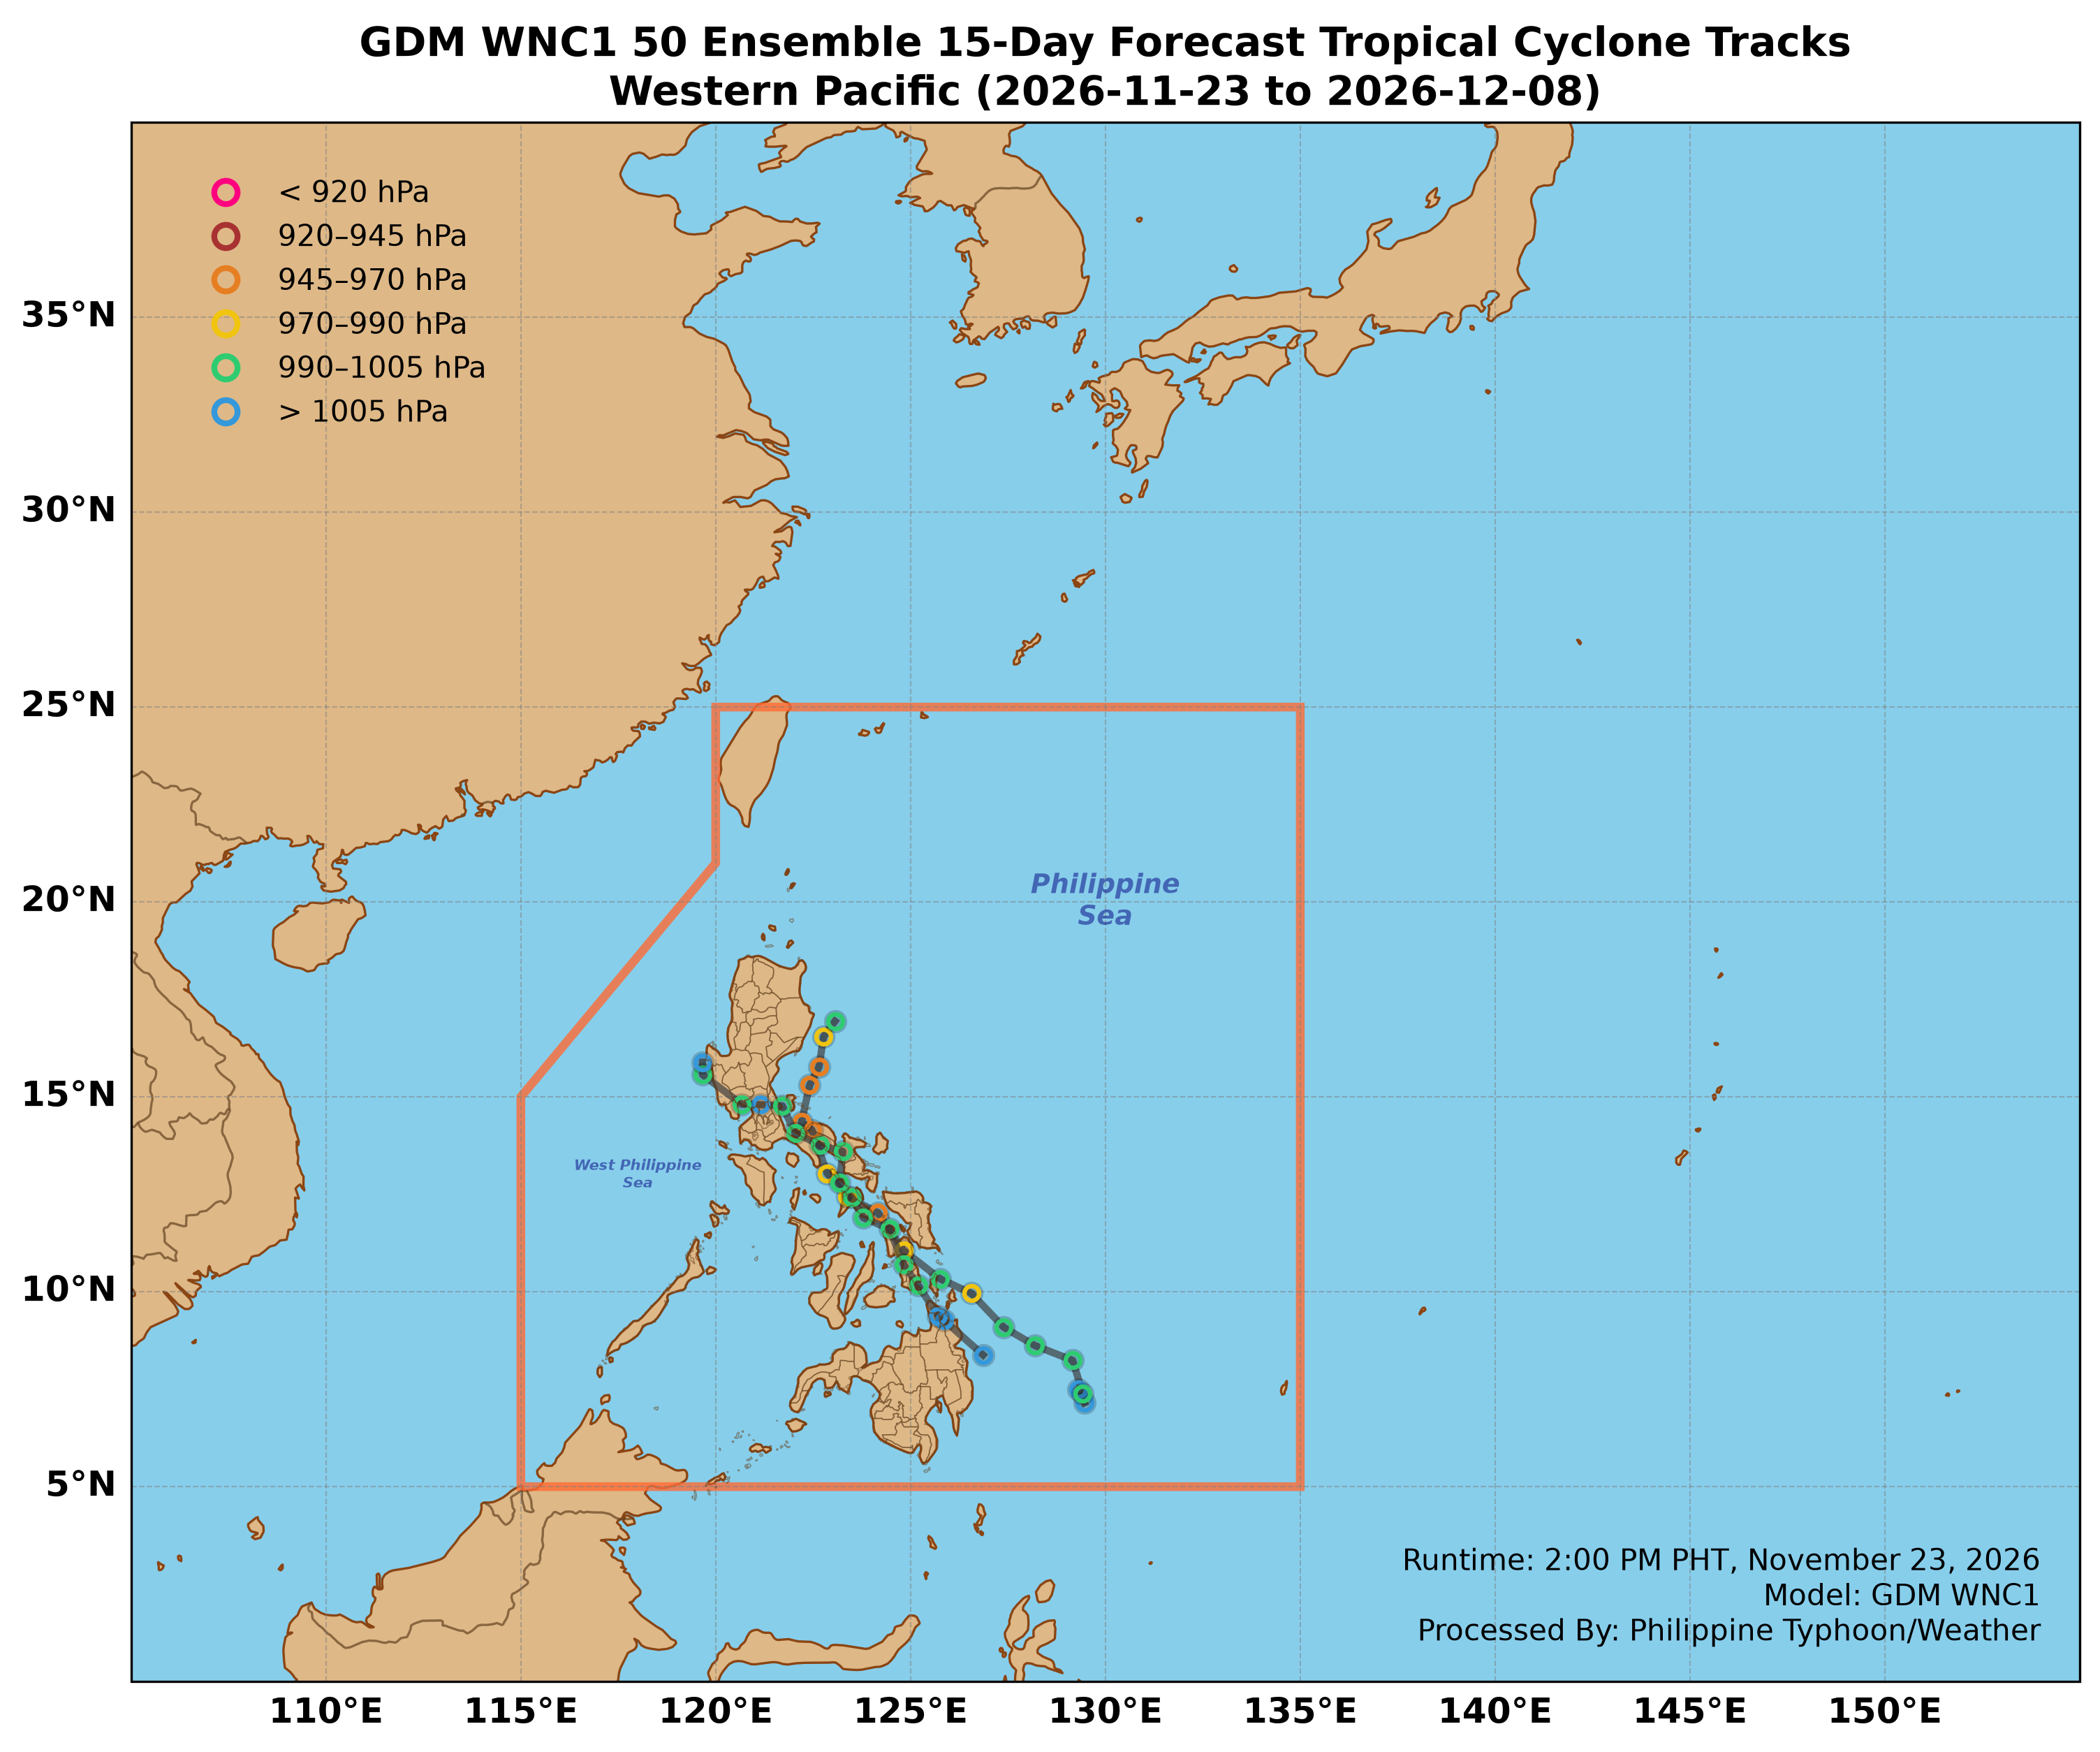 GDM WNC1 50 Ensemble 15-Day Forecast Tropical Cyclone Tracks
Western Pacific (2026-11-23 to 2026-12-08)
< 920 hPa
920–945 hPa
945–970 hPa
970–990 hPa
990–1005 hPa
> 1005 hPa
35°N
30°N
25°N
20°N
15°N
10°N
5°N
Philippine
Sea
West Philippine
Sea
Runtime: 2:00 PM PHT, November 23, 2026
Model: GDM WNC1
Processed By: Philippine Typhoon/Weather
110°E
115°E
120°E
125°E
130°E
135°E
140°E
145°E
150°E